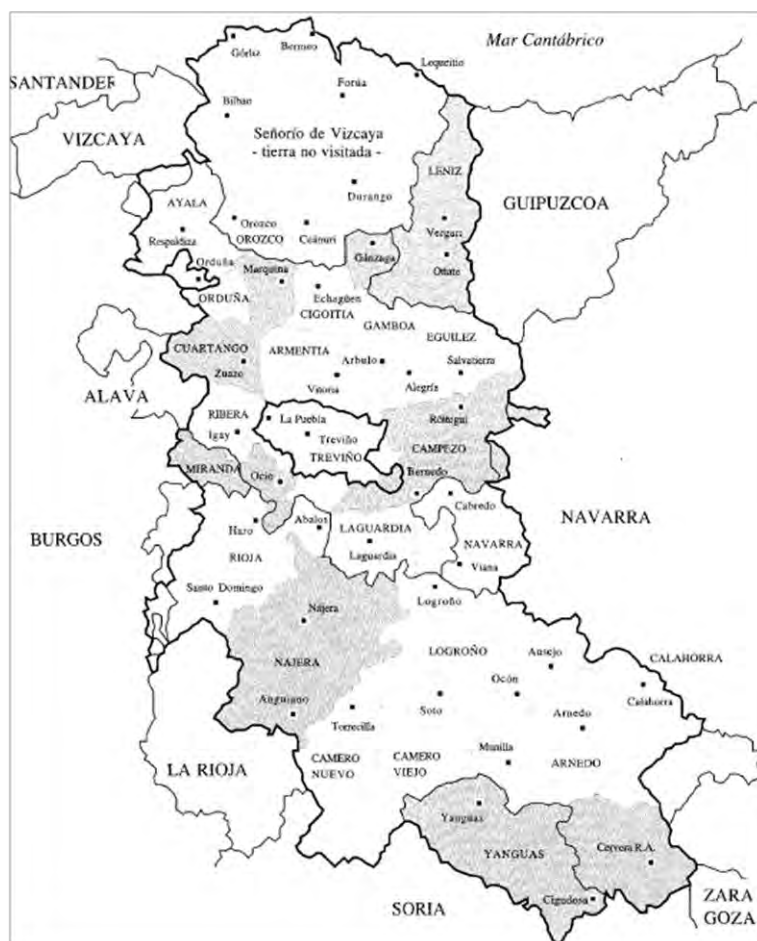 Mar Cantábrico
Górliz
Bermeo
Lequeitio
SANTANDER
Forúa
Bilbao
VIZCAYA
Señorío de Vizcaya
- tierra no visitada -
LENIZ
Durango
GUIPUZCOA
AYALA
Orozco
OROZCO
Ceánuri
Vergara
Respaldiza
Gánzaga
Oñate
Orduña
Marquina
ORDUÑA
Echagüen
CIGOITIA
GAMBOA
EGUILEZ
CUARTANGO
ARMENTIA
Arbulo
Salvatierra
Zuazo
Vitoria
Alegría
ALAVA
RIBERA
La Puebla
Róitegui
Igay
Treviño
TREVIÑO
CAMPEZO
MIRANDA
Ocio
Bernedo
Cabredo
NAVARRA
BURGOS
Haro
Abalos
LAGUARDIA
NAVARRA
RIOJA
Laguardia
Viana
Santo Domingo
Logroño
Nájera
NAJERA
LOGROÑO
Ausejo
CALAHORRA
Ocón
Calahorra
Anguiano
Torrecilla
Soto
Arnedo
Munilla
LA RIOJA
CAMERO
NUEVO
CAMERO
VIEJO
ARNEDO
Yanguas
YANGUAS
Cervera R.A.
Cigudosa
SORIA
ZARA
GOZA